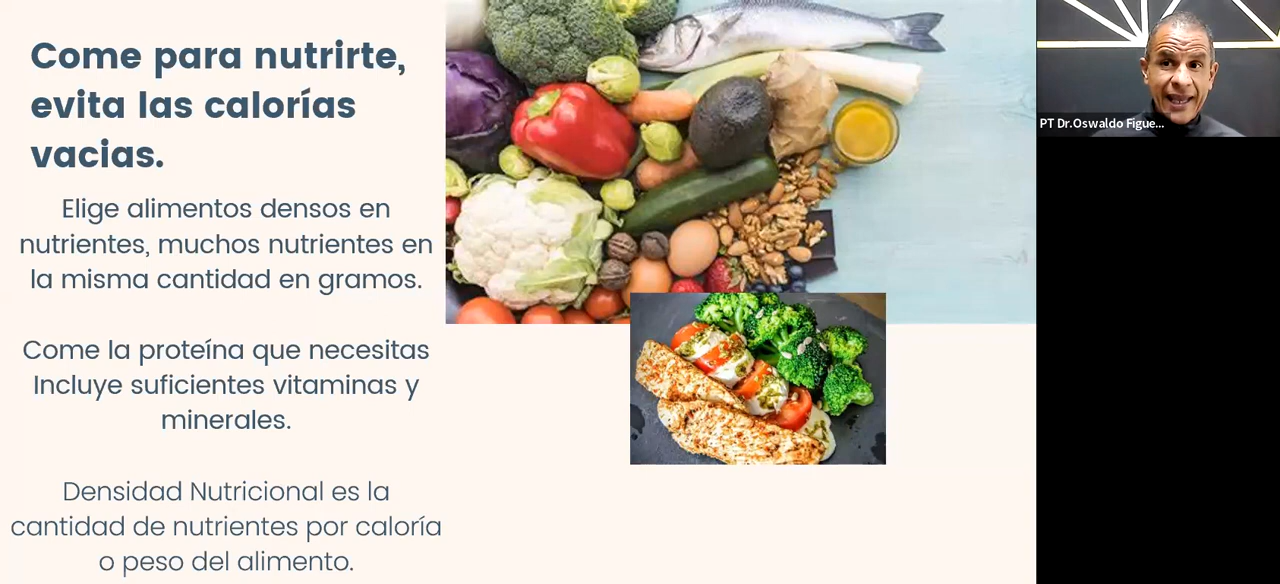 Come para nutrirte,
evita las calorías
vacias.
Elige alimentos densos en
nutrientes, muchos nutrientes en
la misma cantidad en gramos.
Come la proteína que necesitas
Incluye suficientes vitaminas y
minerales.
Densidad Nutricional es la
cantidad de nutrientes por caloría
o peso del alimento.
PT Dr.Oswaldo Figue...